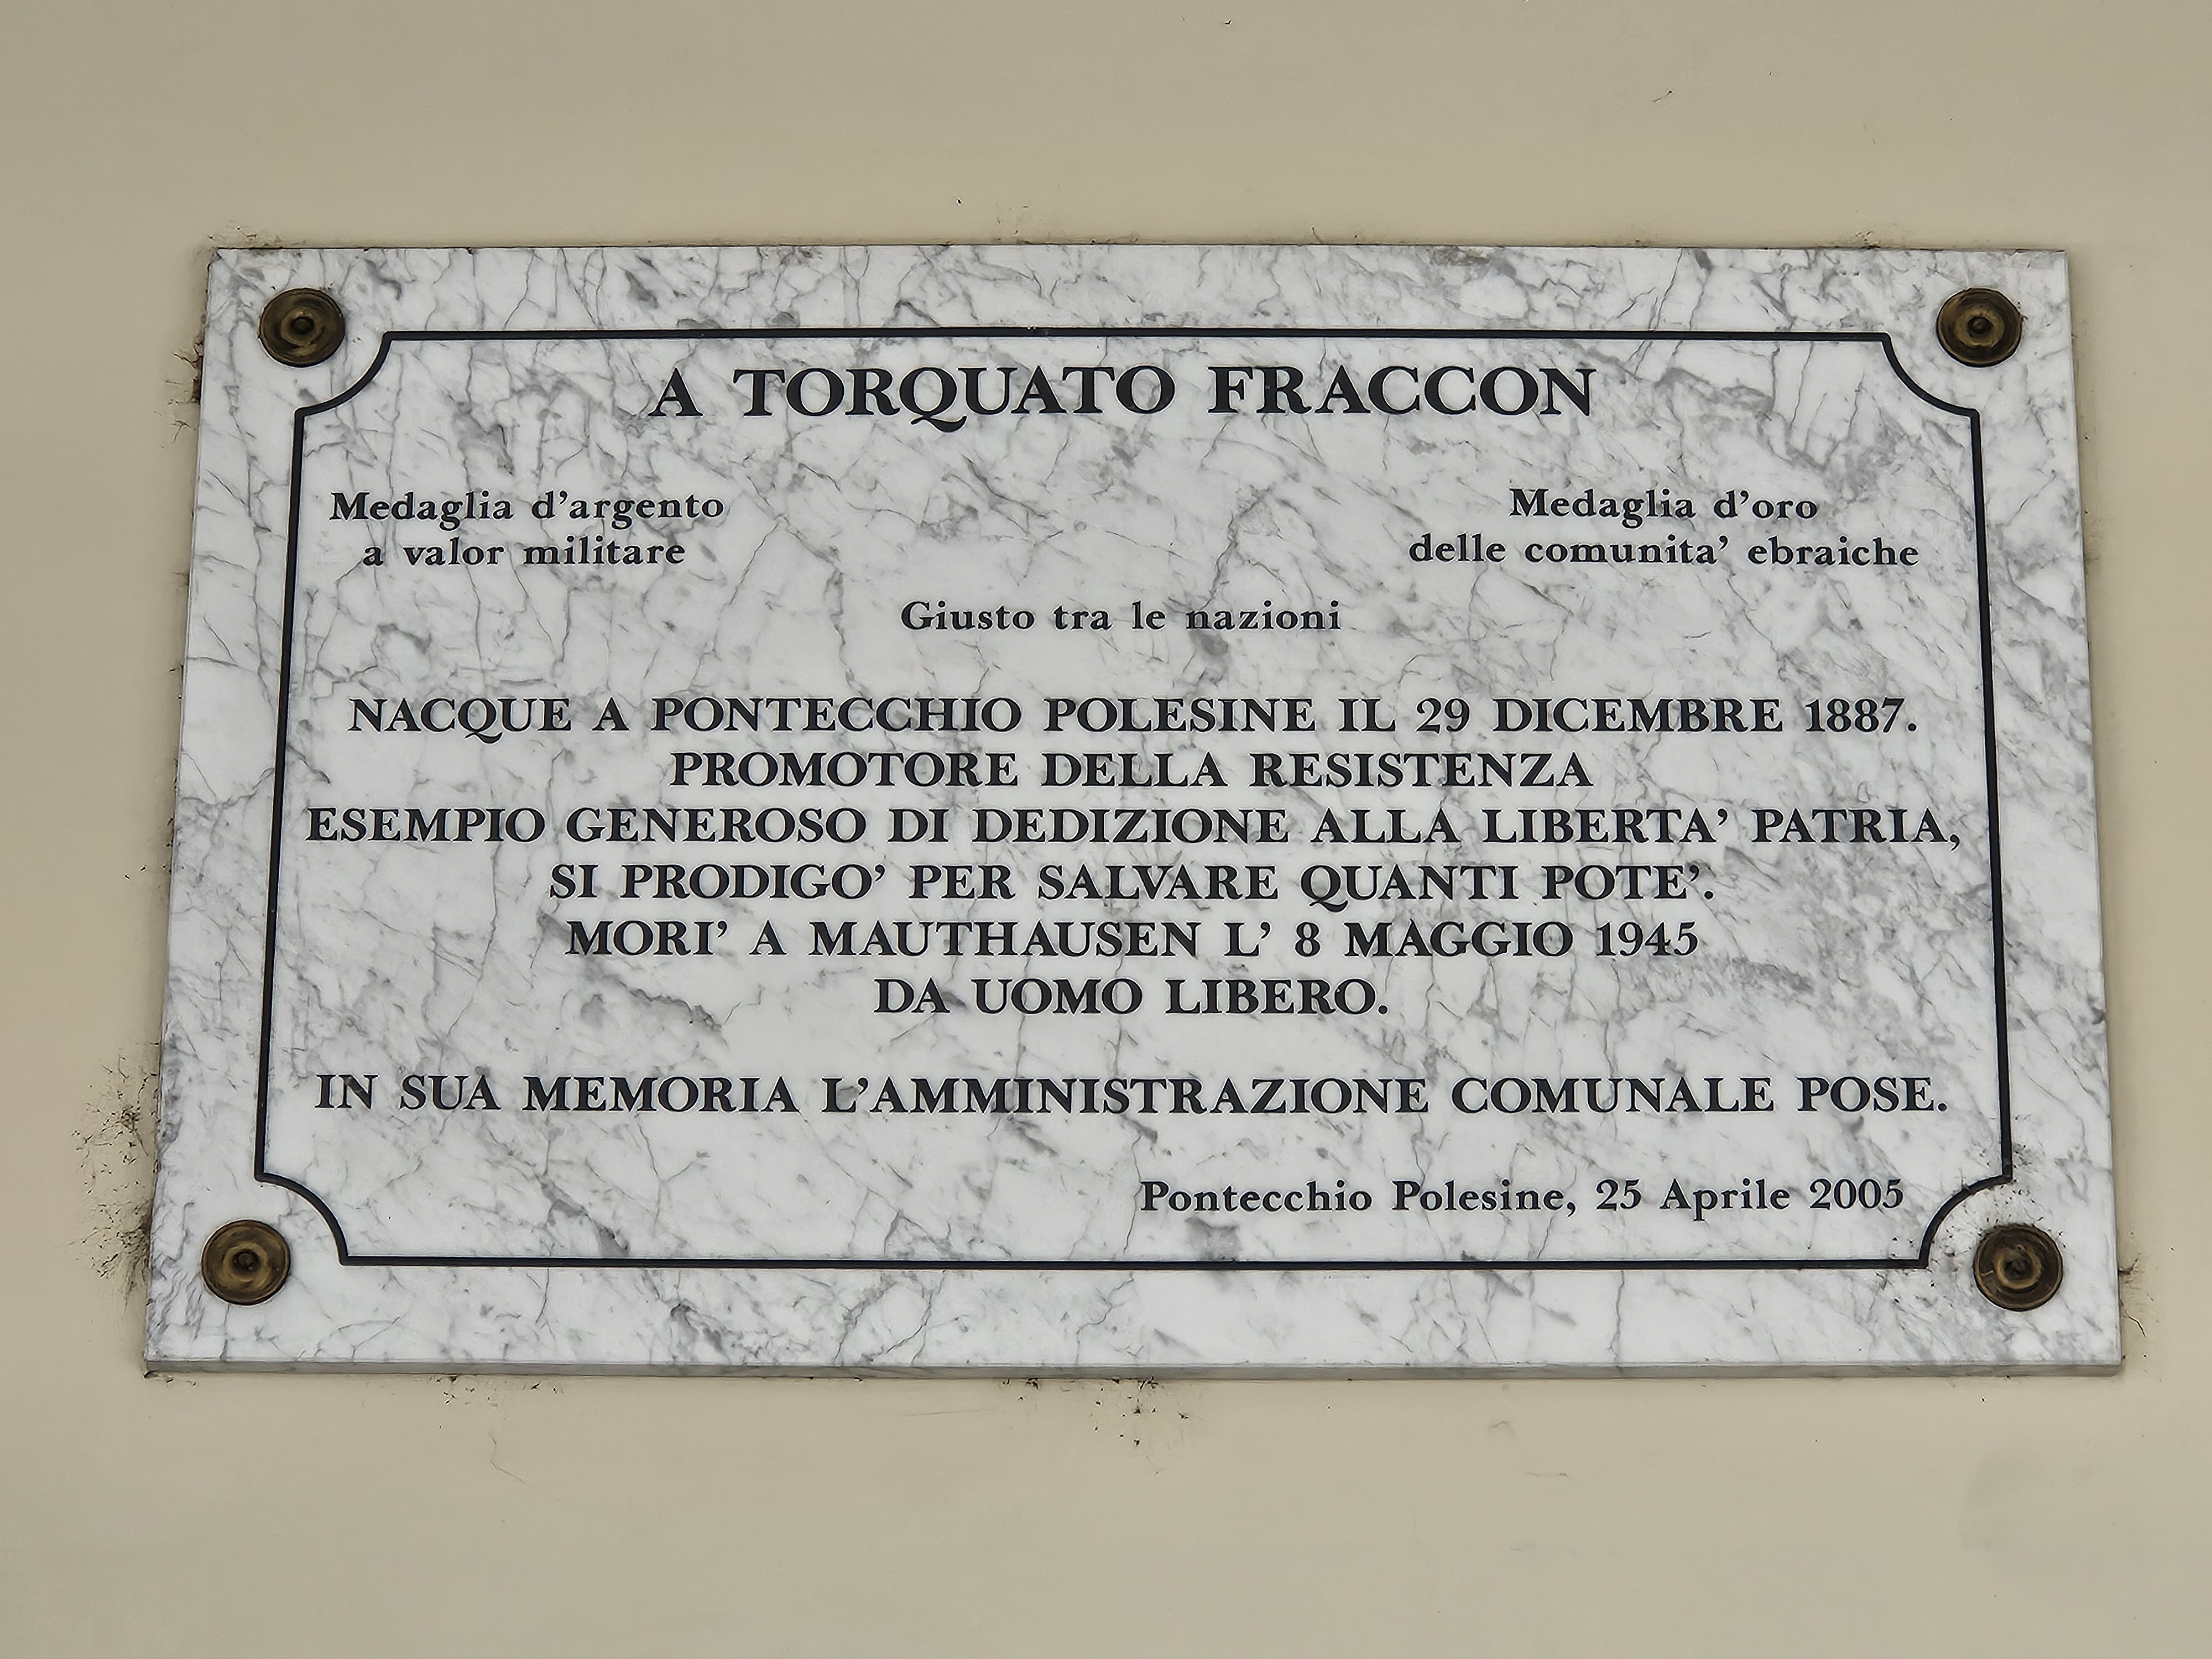 A TORQUATO FRACCON
Medaglia d'argento
a valor militare
Medaglia d'oro
delle comunita' ebraiche
Giusto tra le nazioni
NACQUE A PONTECCHIO POLESINE IL 29 DICEMBRE 1887.
PROMOTORE DELLA RESISTENZA
ESEMPIO GENEROSO DI DEDIZIONE ALLA LIBERTA' PATRIA,
SI PRODIGO' PER SALVARE QUANTI POTE'.
MORI' A MAUTHAUSEN L' 8 MAGGIO 1945
DA UOMO LIBERO.
IN SUA MEMORIA L'AMMINISTRAZIONE COMUNALE POSE.
Pontecchio Polesine, 25 Aprile 2005